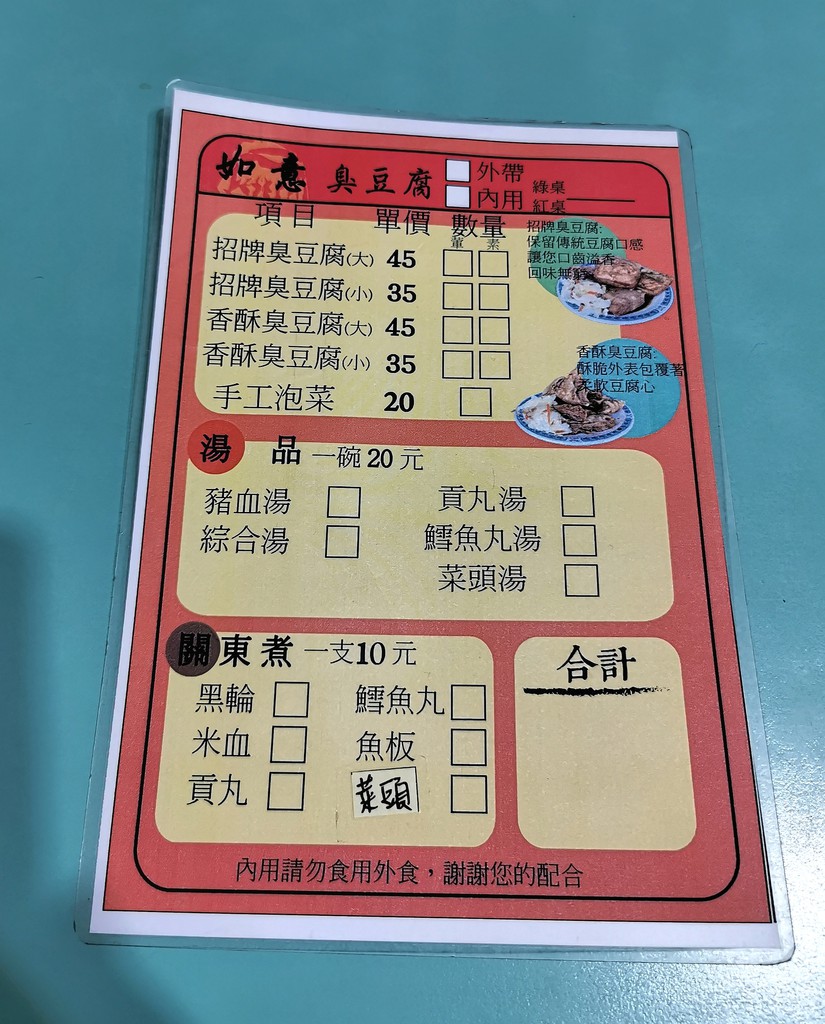 如意 臭豆腐 □外帶
□內用 綠桌
紅桌
項目 單價 數量
葷 素
招牌臭豆腐(大) 45 □□
招牌臭豆腐(小) 35 □□
香酥臭豆腐(大) 45 □□
香酥臭豆腐(小) 35 □□
手工泡菜 20 □
招牌臭豆腐:
保留傳統豆腐口感
讓您口齒溢香
回味無窮
香酥臭豆腐:
酥脆外表包覆著
柔軟豆腐心
湯品 一碗20元
豬血湯 □ 貢丸湯 □
綜合湯 □ 鱈魚丸湯 □
菜頭湯 □
關東煮 一支10元
黑輪 □ 鱈魚丸 □
米血 □ 魚板 □
貢丸 □ 菜頭 □
合計
內用請勿食用外食，謝謝您的配合